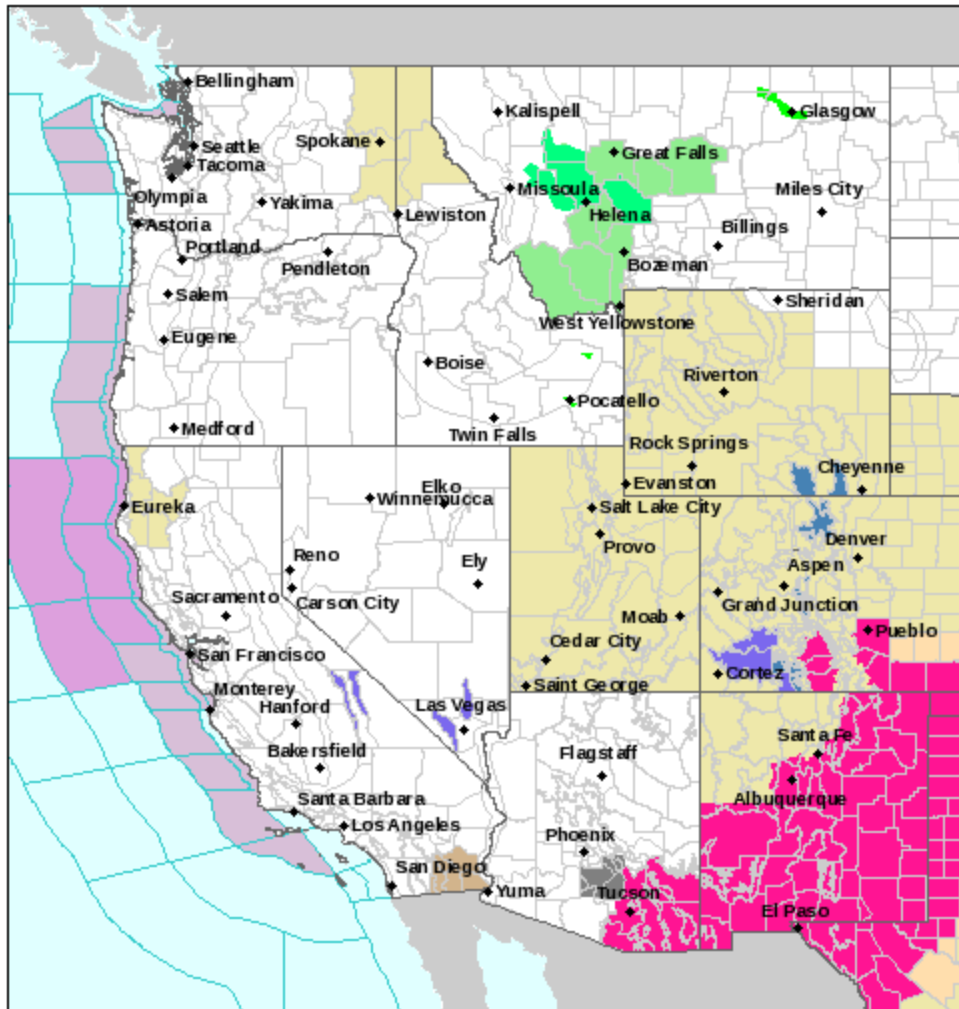 Bellingham
Kalispell
Glasgow
Spokane
Seattle
Great Falls
Tacoma
Missoula
Miles City
Olympia
Yakima
Lewiston
Helena
Astoria
Billings
Portland
Pendleton
Bozeman
Salem
Sheridan
West Yellowstone
Eugene
Boise
Riverton
Pocatello
Medford
Twin Falls
Rock Springs
Cheyenne
Elko
Evanston
Winnemucca
Eureka
Salt Lake City
Denver
Provo
Reno
Ely
Aspen
Sacramento
Carson City
Grand Junction
Moab
Pueblo
Cedar City
San Francisco
Cortez
Saint George
Monterey
Hanford
Las Vegas
Santa Fe
Bakersfield
Flagstaff
Santa Barbara
Albuquerque
Los Angeles
Phoenix
San Diego
Yuma
Tucson
El Paso